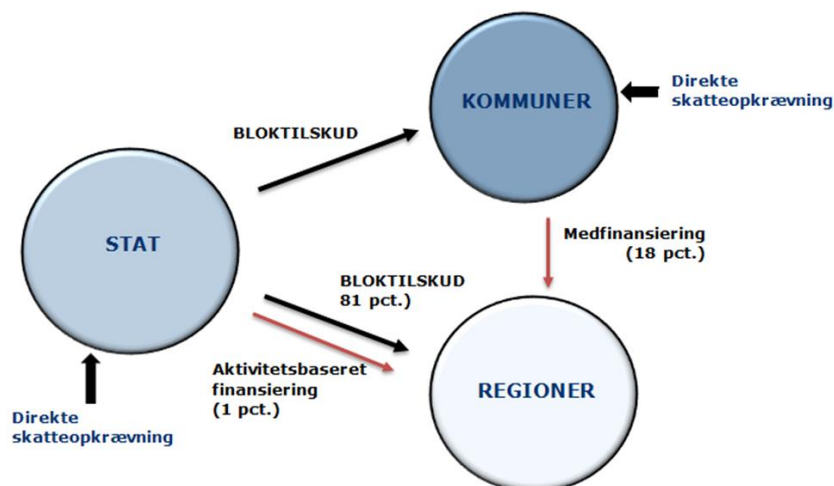 KOMMUNER
Direkte
skatteopkrævning
BLOKTILSKUD
STAT
Medfinansiering
(18 pct.)
BLOKTILSKUD
81 pct.)
Aktivitetsbaseret
finansiering
(1 pct.)
REGIONER
Direkte
skatteopkrævning